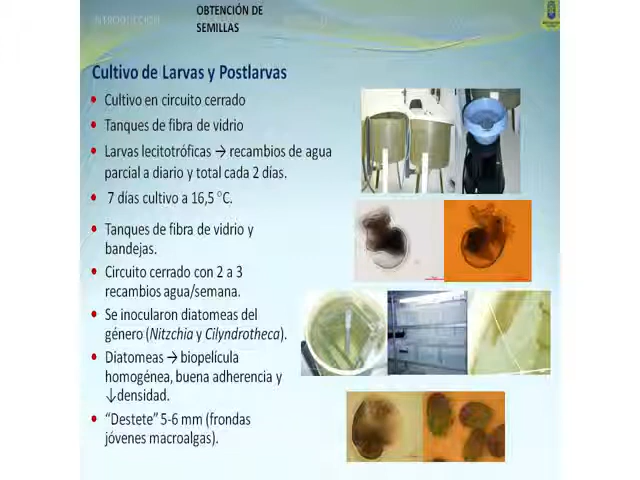 INTRODUCCIÓN
OBTENCIÓN DE
SEMILLAS
Cultivo de Larvas y Postlarvas
• Cultivo en circuito cerrado
• Tanques de fibra de vidrio
• Larvas lecitotróficas → recambios de agua
parcial a diario y total cada 2 días.
• 7 días cultivo a 16,5 °C.
• Tanques de fibra de vidrio y
bandejas.
• Circuito cerrado con 2 a 3
recambios agua/semana.
• Se inocularon diatomeas del
género (Nitzchia y Cilyndrotheca).
• Diatomeas → biopelícula
homogénea, buena adherencia y
↓densidad.
• “Destete” 5-6 mm (frondas
jóvenes macroalgas).